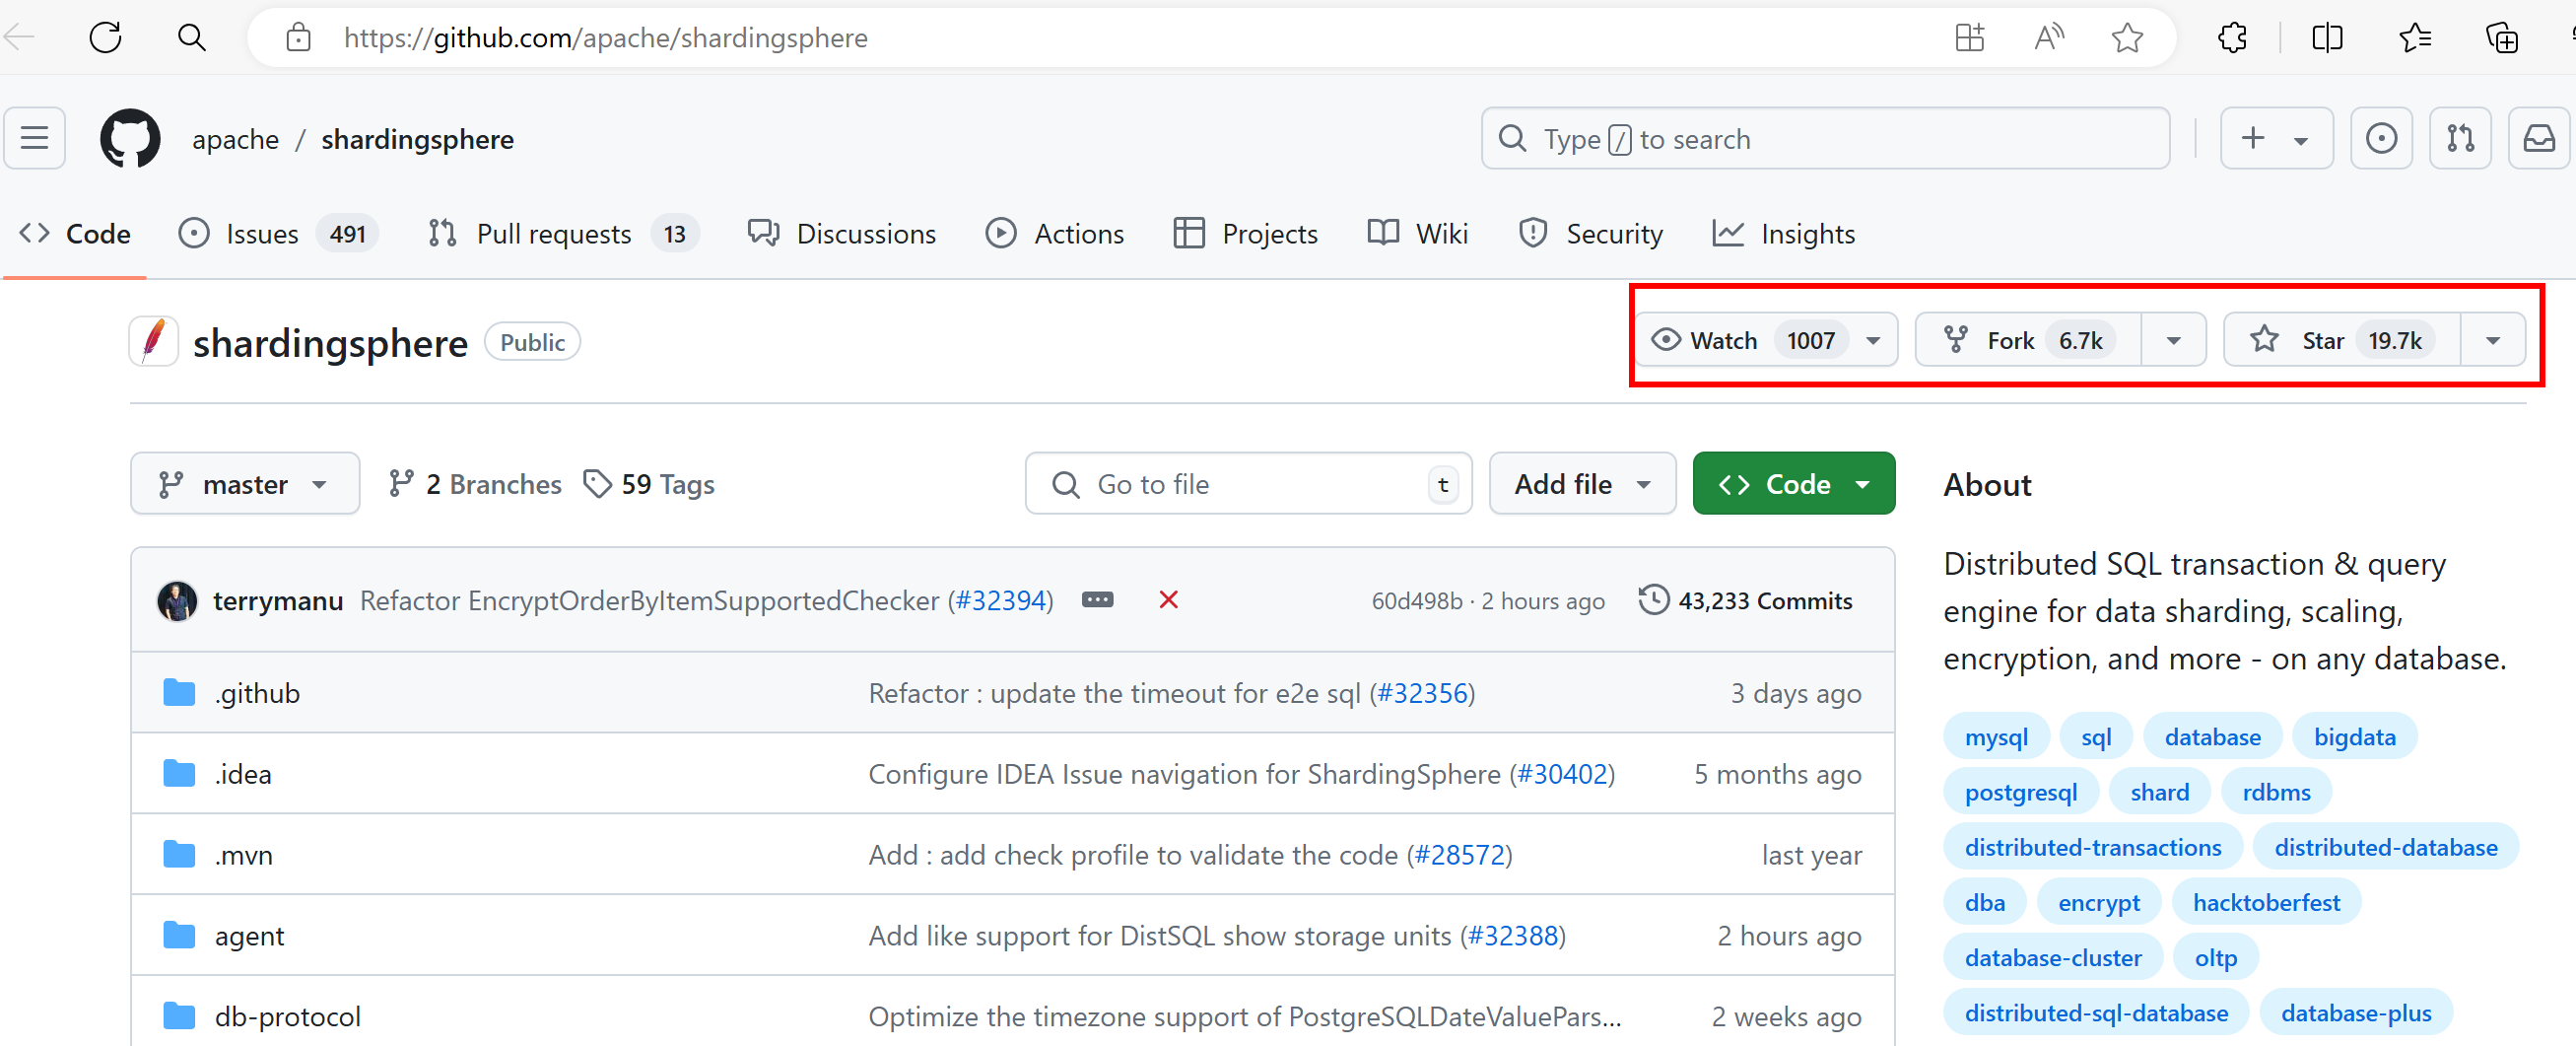 https://github.com/apache/shardingsphere
apache / shardingsphere
Type / to search
Code Issues 491 Pull requests 13 Discussions Actions Projects Wiki Security Insights
shardingsphere Public Watch 1007 Fork 6.7k Star 19.7k
master 2 Branches 59 Tags Go to file t Add file Code
terrymanu Refactor EncryptOrderByItemSupportedChecker (#32394) 60d498b · 2 hours ago 43,233 Commits
.github Refactor : update the timeout for e2e sql (#32356) 3 days ago
.idea Configure IDEA Issue navigation for ShardingSphere (#30402) 5 months ago
.mvn Add : add check profile to validate the code (#28572) last year
agent Add like support for DistSQL show storage units (#32388) 2 hours ago
db-protocol Optimize the timezone support of PostgreSQLDateValuePars... 2 weeks ago
About
Distributed SQL transaction & query
engine for data sharding, scaling,
encryption, and more - on any database.
mysql sql database bigdata
postgresql shard rdbms
distributed-transactions distributed-database
dba encrypt hacktoberfest
database-cluster oltp
distributed-sql-database database-plus